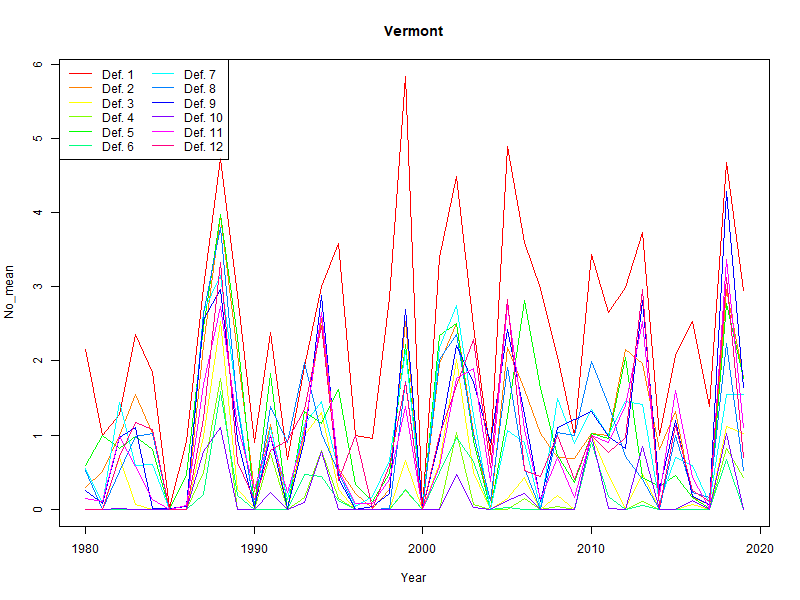 Vermont
Def. 1 Def. 7
Def. 2 Def. 8
Def. 3 Def. 9
Def. 4 Def. 10
Def. 5 Def. 11
Def. 6 Def. 12
6
5
4
3
2
1
0
No_mean
1980 1990 2000 2010 2020
Year